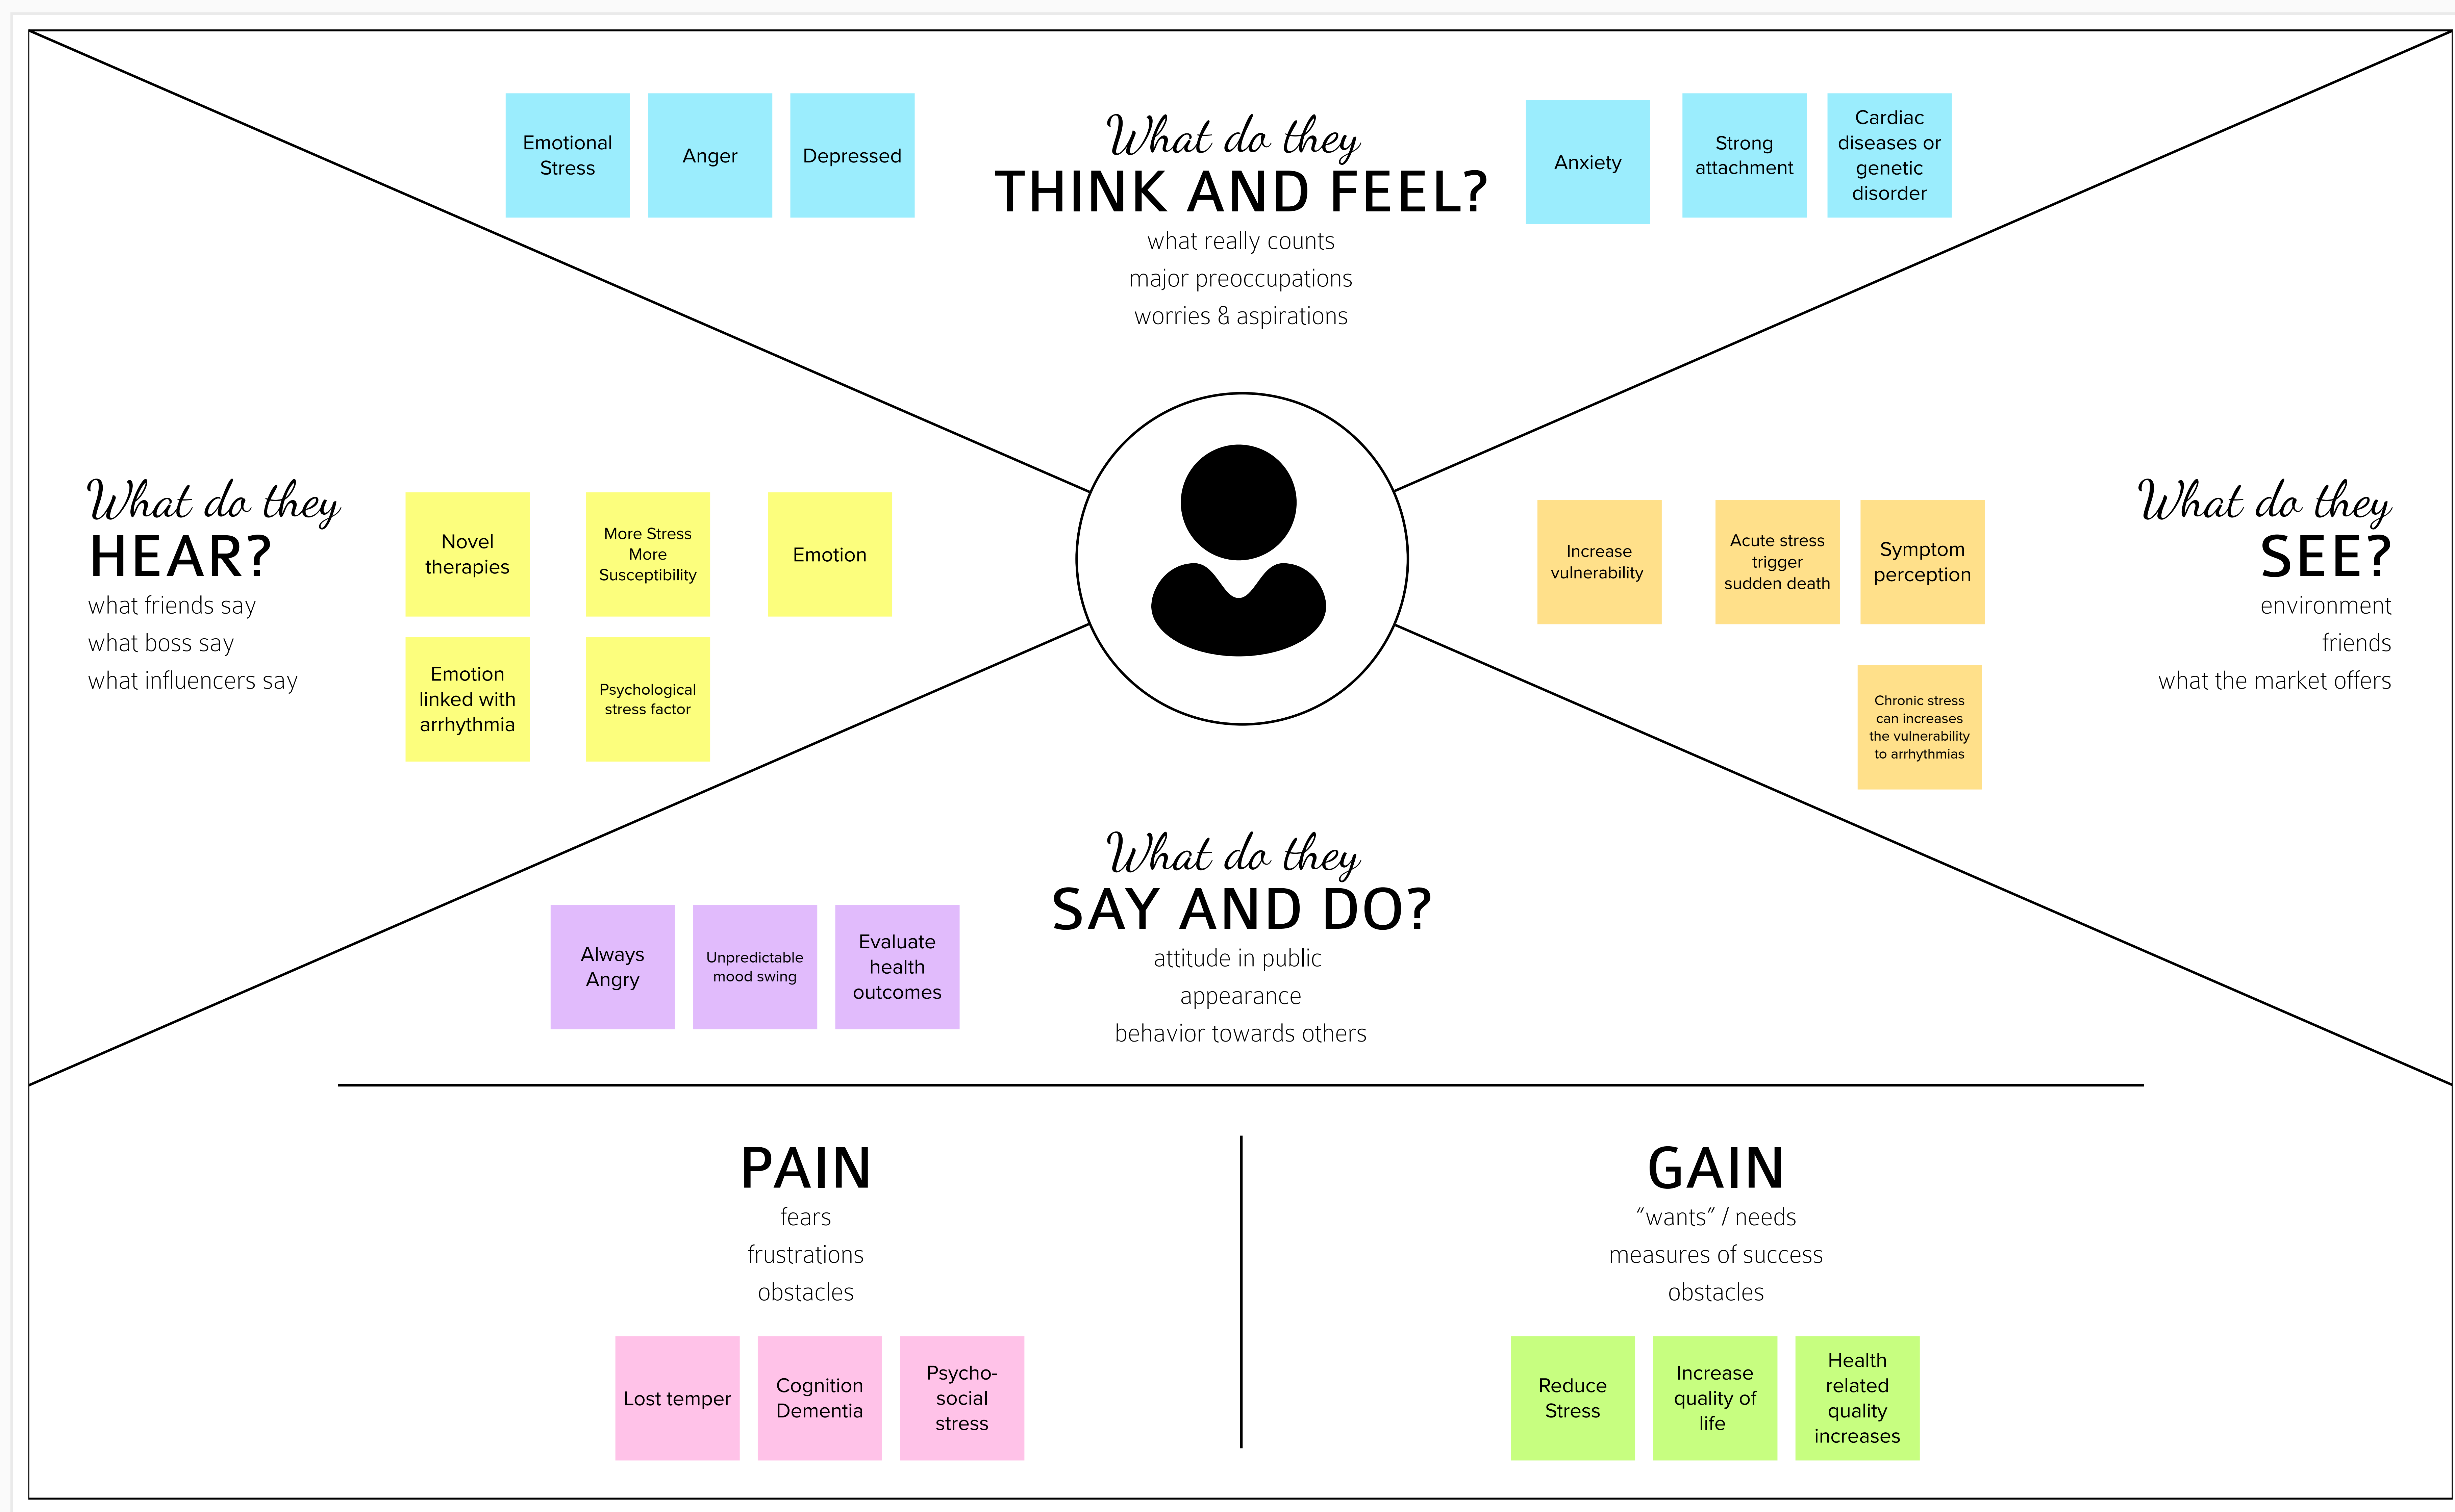 Emotional
Stress
Anger
Depressed
What do they
THINK AND FEEL?
what really counts
major preoccupations
worries & aspirations
Anxiety
Strong
attachment
Cardiac
diseases or
genetic
disorder
What do they
HEAR?
what friends say
what boss say
what influencers say
Novel
therapies
More Stress
More
Susceptibility
Emotion
Emotion
linked with
arrhythmia
Psychological
stress factor
Increase
vulnerability
Acute stress
trigger
sudden death
Symptom
perception
Chronic stress
can increases
the vulnerability
to arrhythmias
What do they
SEE?
environment
friends
what the market offers
What do they
SAY AND DO?
attitude in public
appearance
behavior towards others
Always
Angry
Unpredictable
mood swing
Evaluate
health
outcomes
PAIN
fears
frustrations
obstacles
Lost temper
Cognition
Dementia
Psycho-
social
stress
GAIN
“wants” / needs
measures of success
obstacles
Reduce
Stress
Increase
quality of
life
Health
related
quality
increases